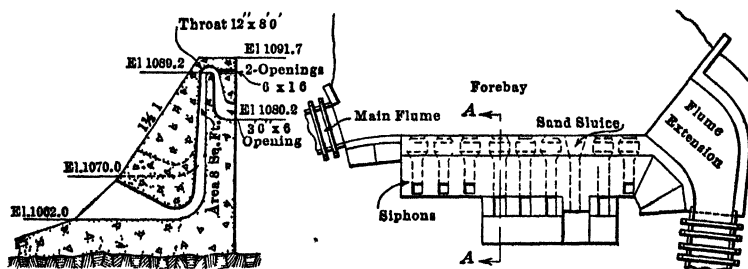 Throat 12"x 8'0"
El 1091.7
El 1089.2
2-Openings
6 x 16
El 1080.2
30"x 6
Opening
1½ 1
El.1070.0
Area 8 Sq.Ft.
El.1062.0
Forebay
A
Main Flume
Sand Sluice
Flume
Extension
Siphons
A